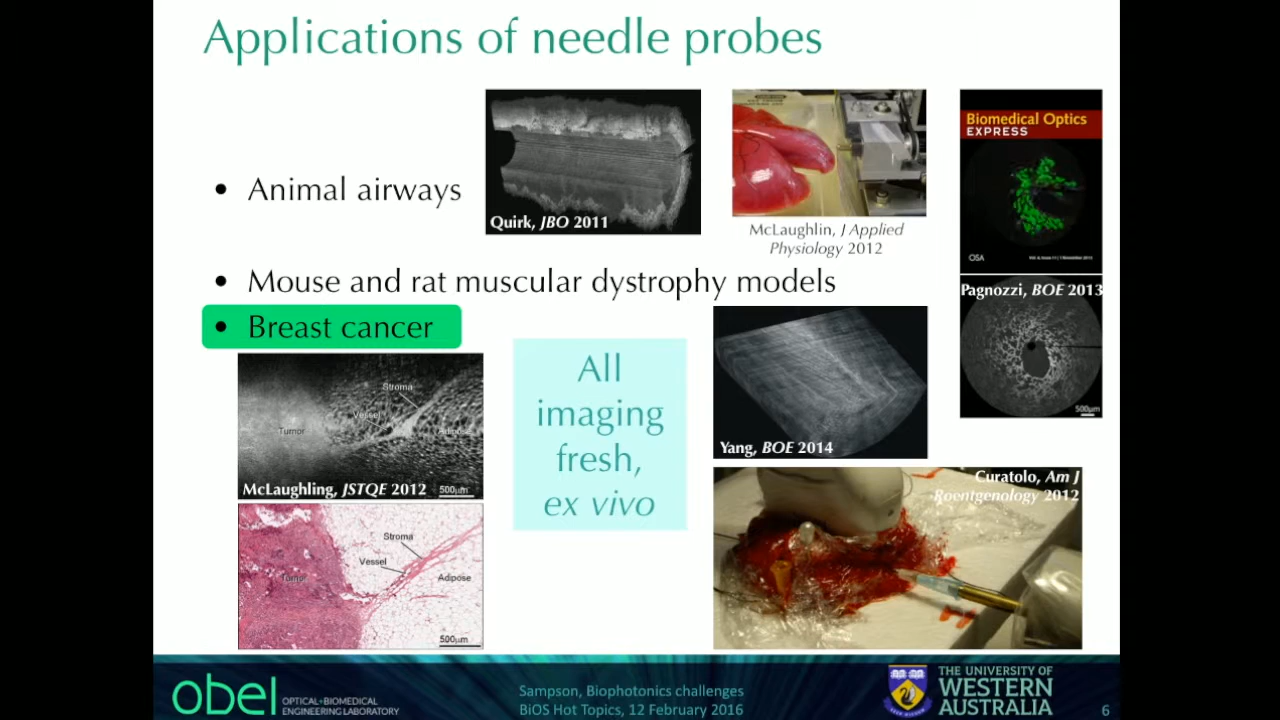 Applications of needle probes
• Animal airways
Quirk, JBO 2011
McLaughlin, J Applied
Physiology 2012
Biomedical Optics
EXPRESS
OSA
• Mouse and rat muscular dystrophy models
Pagnozzi, BOE 2013
500µm
• Breast cancer
Stroma
Vessel
Tumor
Adipose
McLaughling, JSTQE 2012
500µm
All
imaging
fresh,
ex vivo
Yang, BOE 2014
Curatolo, Am J
Roentgenology 2012
Stroma
Vessel
Tumor
Adipose
500µm
obel
OPTICAL+BIOMEDICAL
ENGINEERING LABORATORY
Sampson, Biophotonics challenges
BiOS Hot Topics, 12 February 2016
THE UNIVERSITY OF
WESTERN
AUSTRALIA
6